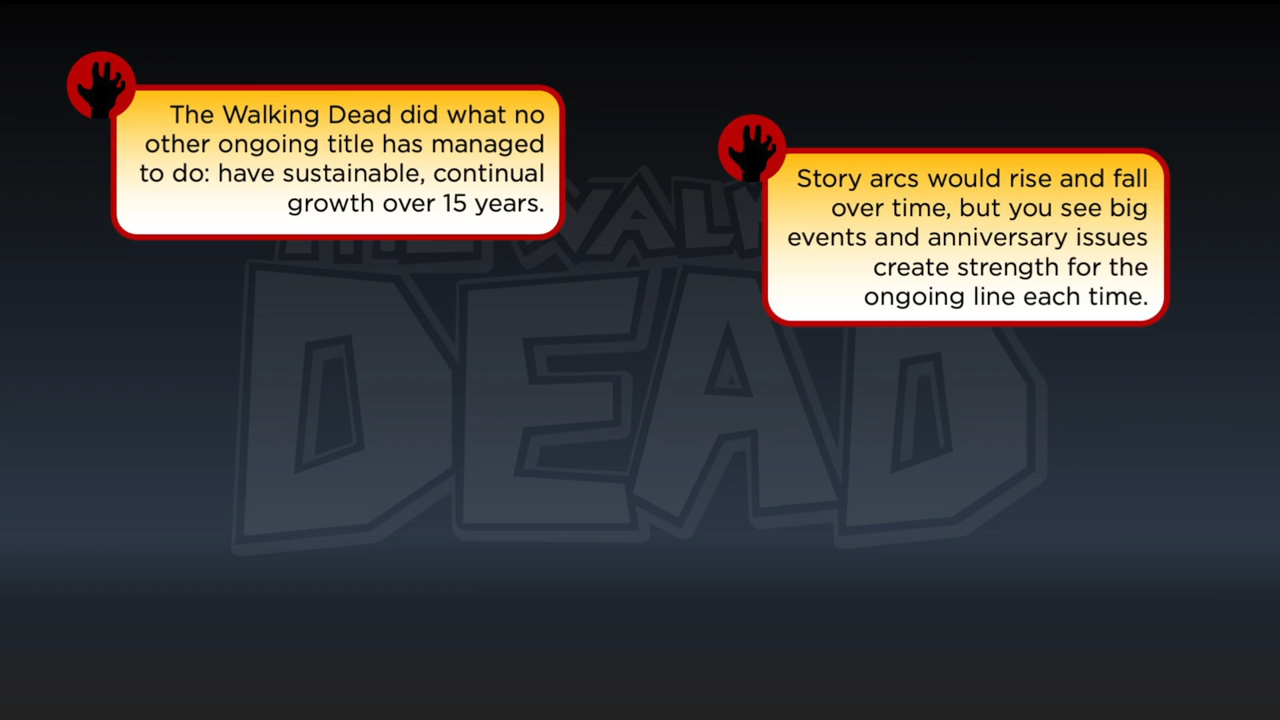 The Walking Dead did what no
other ongoing title has managed
to do: have sustainable, continual
growth over 15 years.
Story arcs would rise and fall
over time, but you see big
events and anniversary issues
create strength for the
ongoing line each time.
DEAD